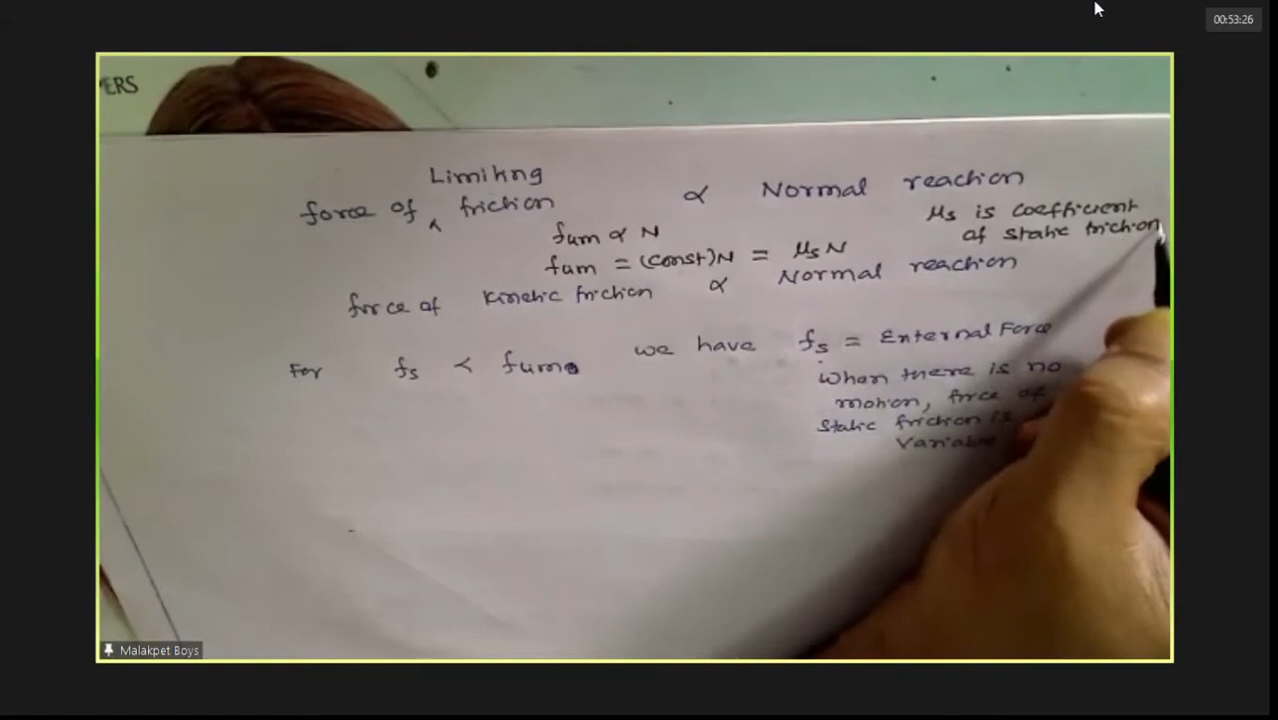 00:53:26
ERS
Limiting
force of ‸ friction ∝ Normal reaction
μs is coefficient
of static friction
flim ∝ N
flim = (const)N = μsN
force of kinetic friction ∝ Normal reaction
For fs < flim we have fs = External Force
When there is no
motion, force of
static friction is
variable
Malakpet Boys